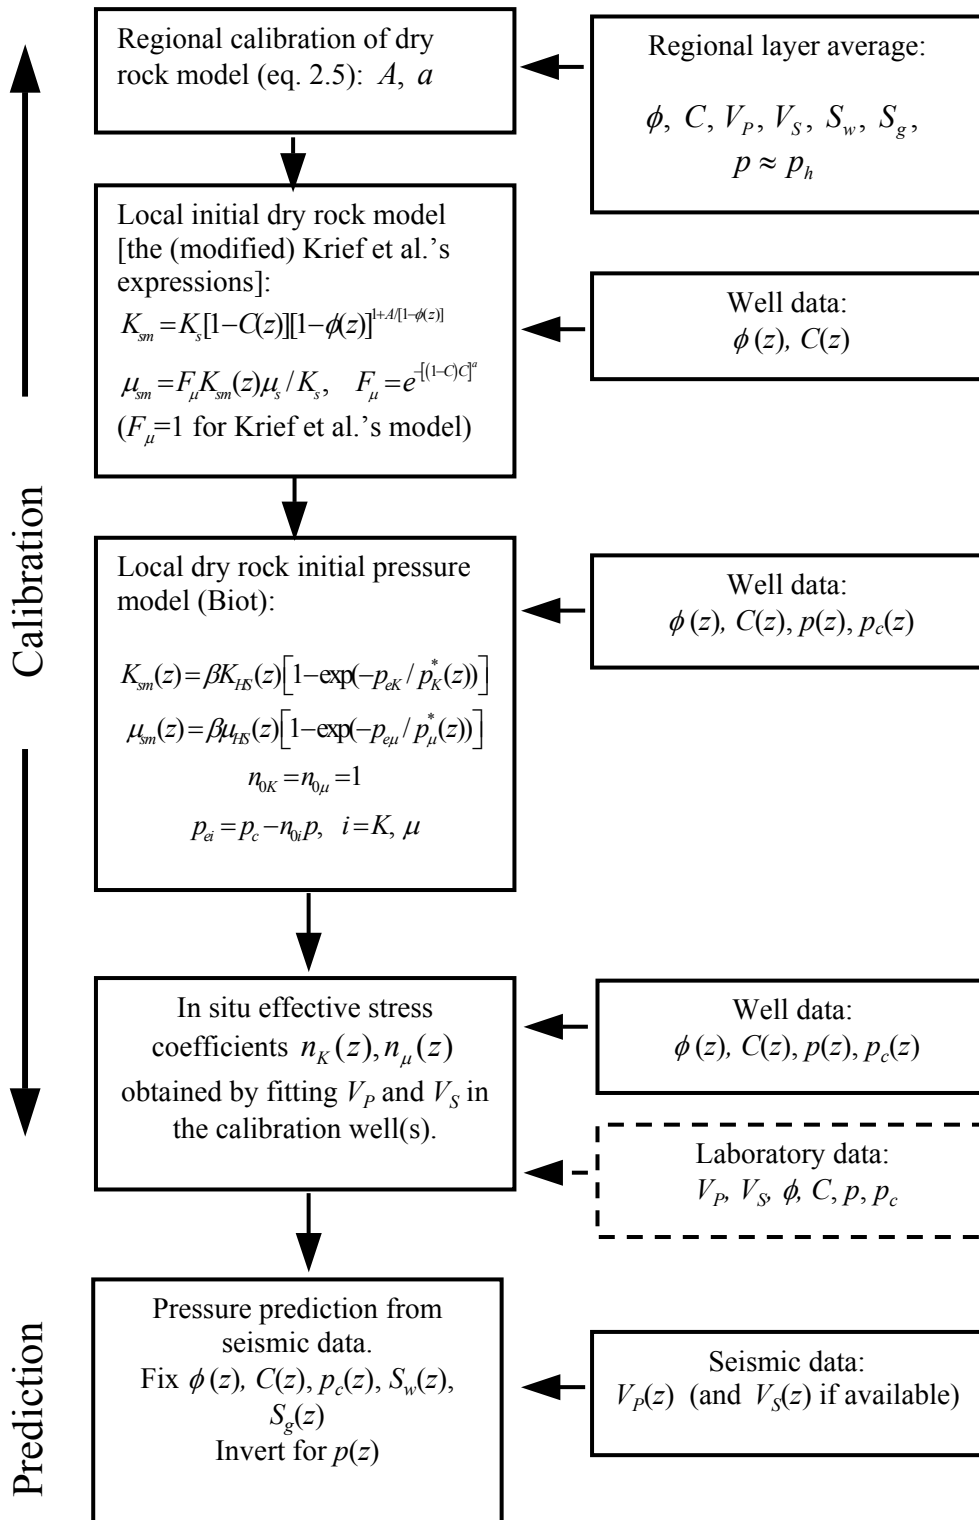 Regional calibration of dry
rock model (eq. 2.5): A, a
Regional layer average:
ϕ, C, V_P, V_S, S_w, S_g,
p ≈ p_h
Local initial dry rock model
[the (modified) Krief et al.'s
expressions]:
K_sm = K_s[1−C(z)][1−ϕ(z)]^{1+A/[1−ϕ(z)]}
μ_sm = F_μ K_sm(z)μ_s / K_s, F_μ = e^{−[(1−C)C]^a}
(F_μ=1 for Krief et al.'s model)
Well data:
ϕ(z), C(z)
Calibration
Local dry rock initial pressure
model (Biot):
K_sm(z) = βK_HS(z)[1−exp(−p_eK / p*_K(z))]
μ_sm(z) = βμ_HS(z)[1−exp(−p_eμ / p*_μ(z))]
n_0K = n_0μ = 1
p_ei = p_c − n_0i p, i = K, μ
Well data:
ϕ(z), C(z), p(z), p_c(z)
In situ effective stress
coefficients n_K(z), n_μ(z)
obtained by fitting V_P and V_S in
the calibration well(s).
Well data:
ϕ(z), C(z), p(z), p_c(z)
Laboratory data:
V_P, V_S, ϕ, C, p, p_c
Prediction
Pressure prediction from
seismic data.
Fix ϕ(z), C(z), p_c(z), S_w(z),
S_g(z)
Invert for p(z)
Seismic data:
V_P(z) (and V_S(z) if available)